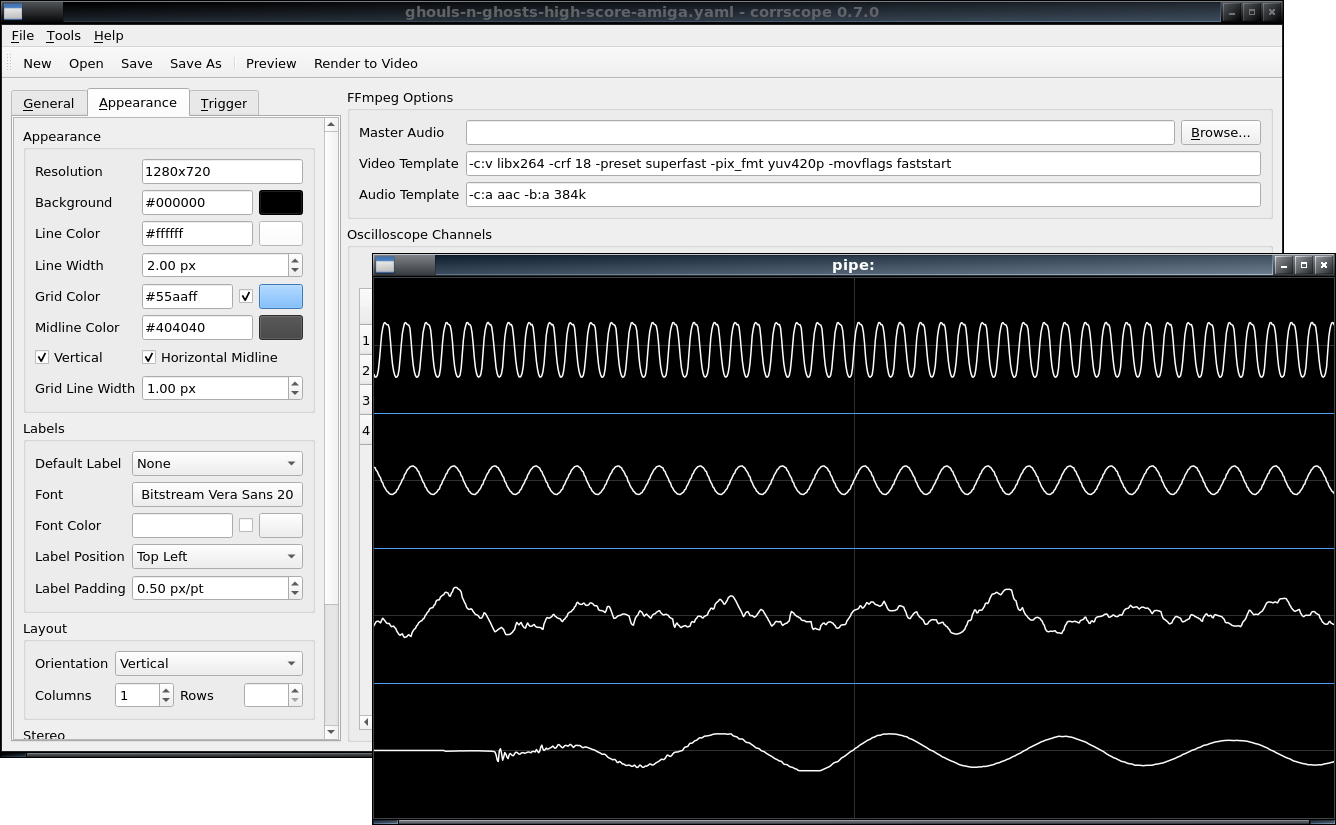 ghouls-n-ghosts-high-score-amiga.yaml - corrscope 0.7.0
File Tools Help
New Open Save Save As Preview Render to Video
General Appearance Trigger
Appearance
Resolution 1280x720
Background #000000
Line Color #ffffff
Line Width 2.00 px
Grid Color #55aaff
Midline Color #404040
Vertical Horizontal Midline
Grid Line Width 1.00 px
Labels
Default Label None
Font Bitstream Vera Sans 20
Font Color
Label Position Top Left
Label Padding 0.50 px/pt
Layout
Orientation Vertical
Columns 1 Rows
Stereo
FFmpeg Options
Master Audio Browse...
Video Template -c:v libx264 -crf 18 -preset superfast -pix_fmt yuv420p -movflags faststart
Audio Template -c:a aac -b:a 384k
Oscilloscope Channels
1
2
3
4
pipe: